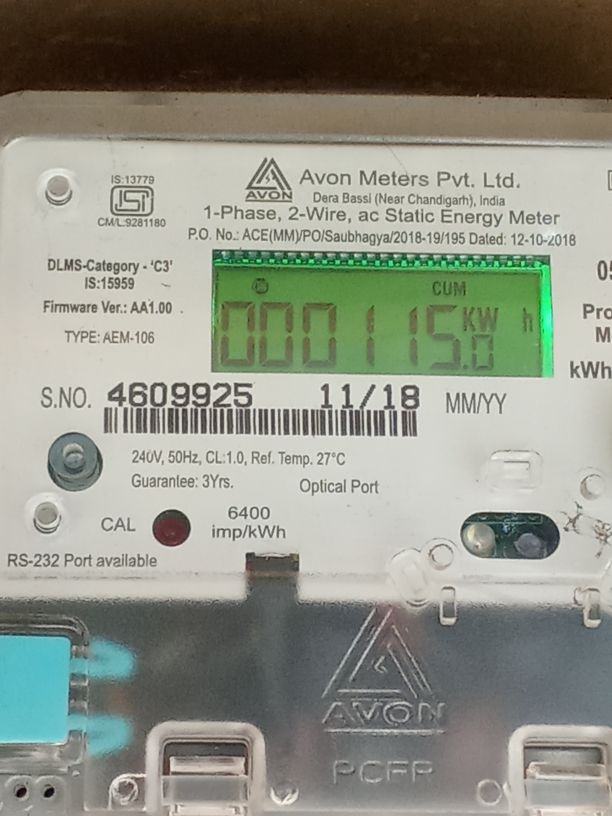 IS:13779
CM/L:9281180
AVON
Avon Meters Pvt. Ltd.
Dera Bassi (Near Chandigarh), India
1-Phase, 2-Wire, ac Static Energy Meter
P.O. No.: ACE(MM)/PO/Saubhagya/2018-19/195 Dated: 12-10-2018
DLMS-Category - 'C3'
IS:15959
Firmware Ver.: AA1.00
TYPE: AEM-106
CUM
000115.0 KW h
05
Pro
M
kWh
S.NO. 4609925 11/18 MM/YY
240V, 50Hz, CL:1.0, Ref. Temp. 27°C
Guarantee: 3Yrs.
Optical Port
CAL
6400
imp/kWh
RS-232 Port available
AVON
PCFR